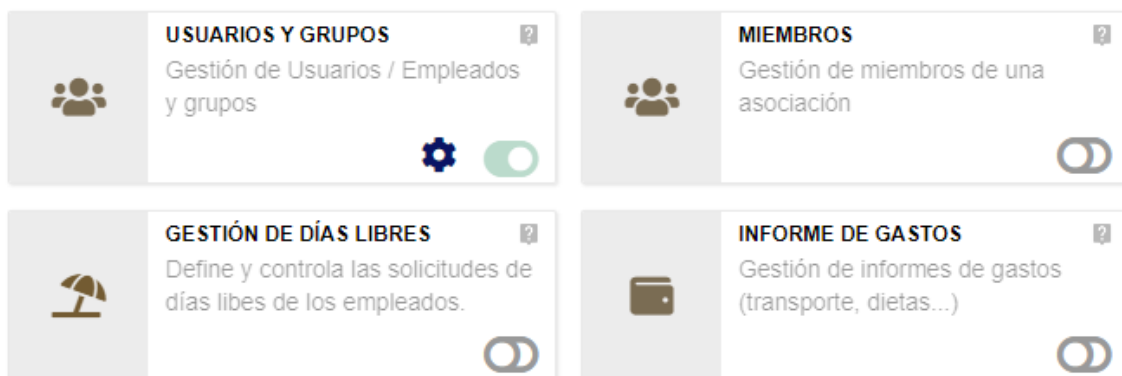 USUARIOS Y GRUPOS
Gestión de Usuarios / Empleados
y grupos
MIEMBROS
Gestión de miembros de una
asociación
GESTIÓN DE DÍAS LIBRES
Define y controla las solicitudes de
días libes de los empleados.
INFORME DE GASTOS
Gestión de informes de gastos
(transporte, dietas...)